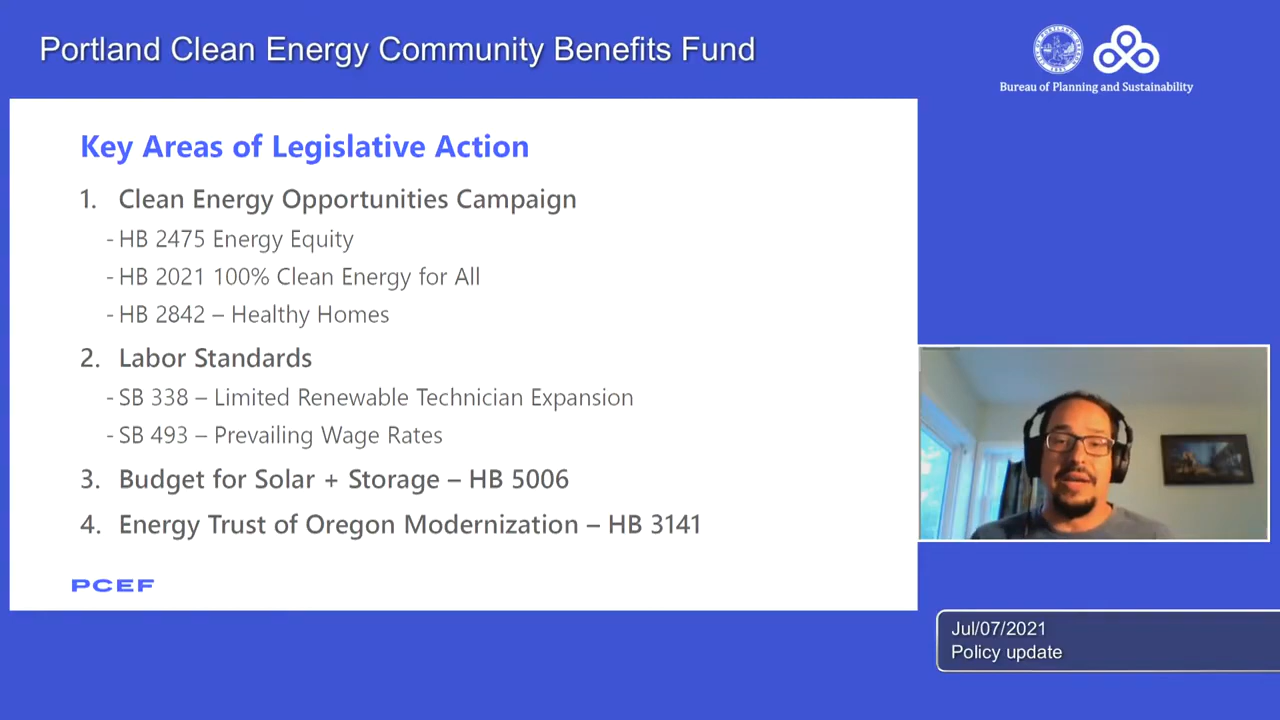 Portland Clean Energy Community Benefits Fund
Bureau of Planning and Sustainability
Key Areas of Legislative Action
1. Clean Energy Opportunities Campaign
- HB 2475 Energy Equity
- HB 2021 100% Clean Energy for All
- HB 2842 – Healthy Homes
2. Labor Standards
- SB 338 – Limited Renewable Technician Expansion
- SB 493 – Prevailing Wage Rates
3. Budget for Solar + Storage – HB 5006
4. Energy Trust of Oregon Modernization – HB 3141
PCEF
Jul/07/2021
Policy update